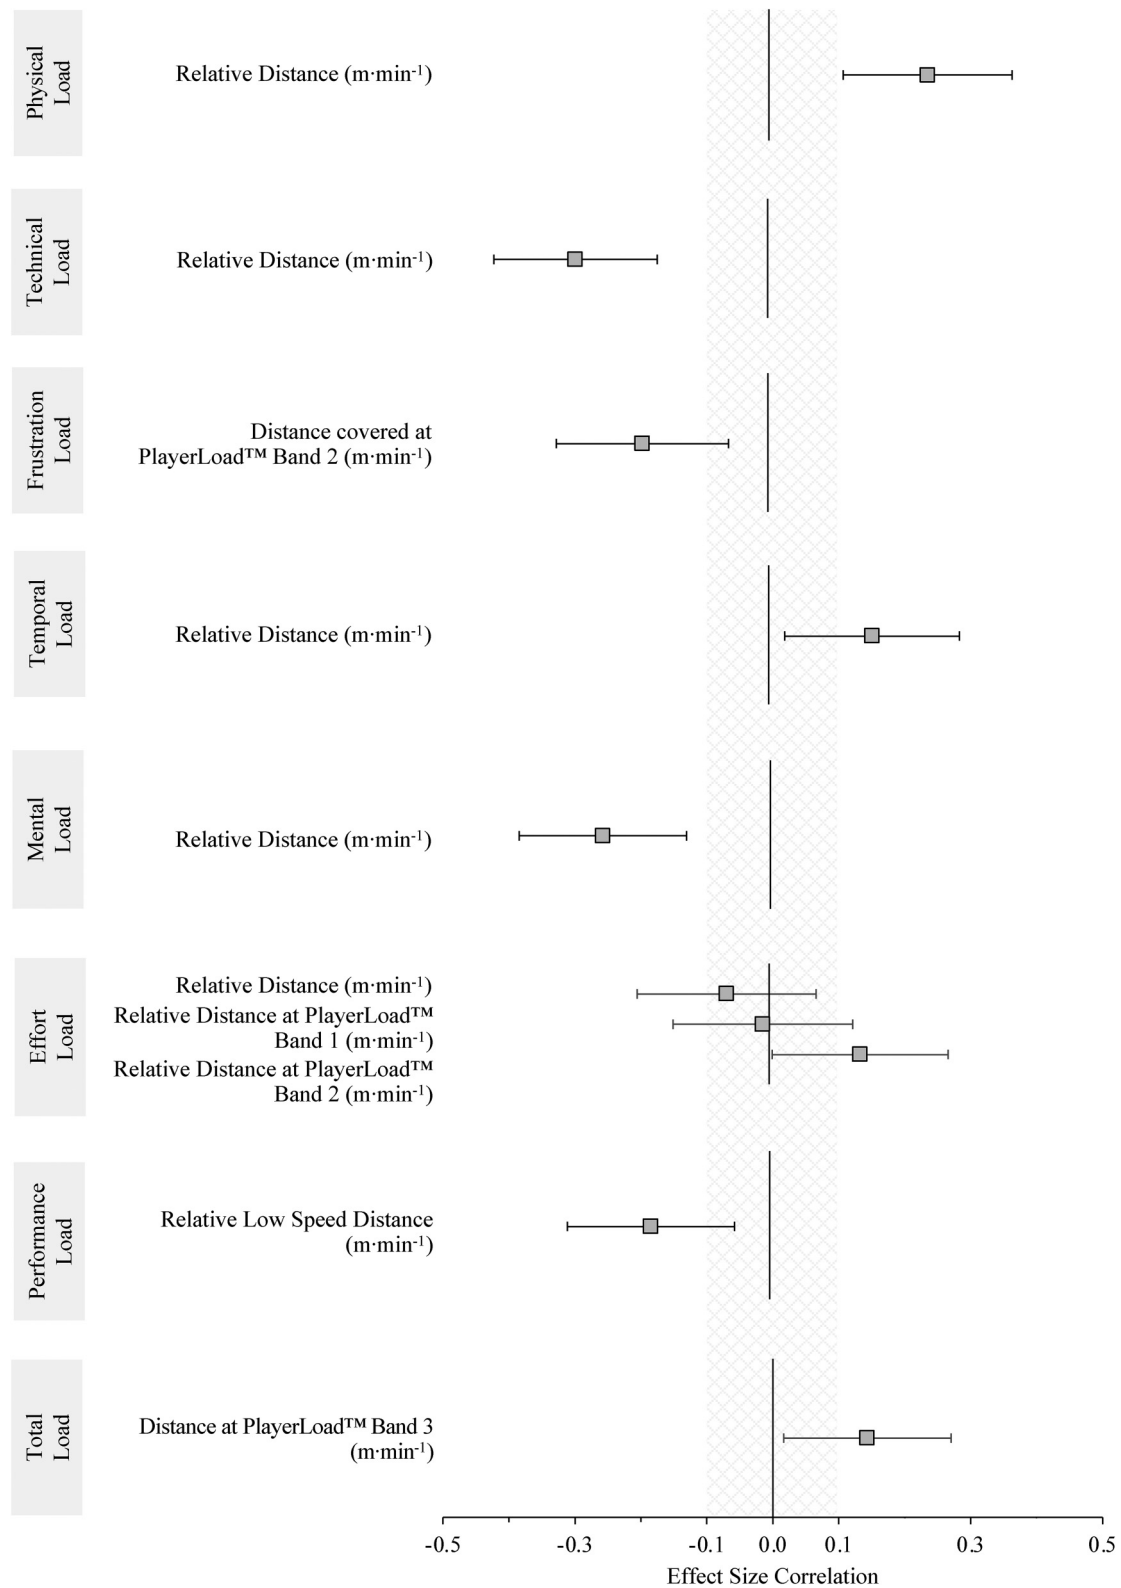 Physical
Load
Relative Distance (m·min⁻¹)
Technical
Load
Relative Distance (m·min⁻¹)
Frustration
Load
Distance covered at
PlayerLoad™ Band 2 (m·min⁻¹)
Temporal
Load
Relative Distance (m·min⁻¹)
Mental
Load
Relative Distance (m·min⁻¹)
Effort
Load
Relative Distance (m·min⁻¹)
Relative Distance at PlayerLoad™
Band 1 (m·min⁻¹)
Relative Distance at PlayerLoad™
Band 2 (m·min⁻¹)
Performance
Load
Relative Low Speed Distance
(m·min⁻¹)
Total
Load
Distance at PlayerLoad™ Band 3
(m·min⁻¹)
-0.5 -0.3 -0.1 0.0 0.1 0.3 0.5
Effect Size Correlation